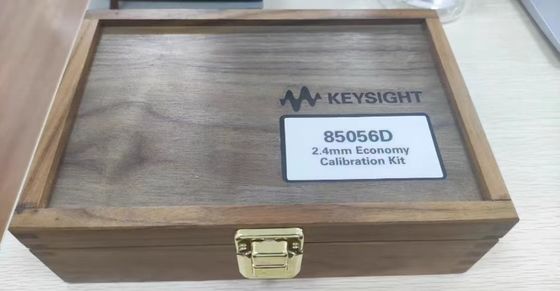 KEYSIGHT
85056D
2.4mm Economy
Calibration Kit